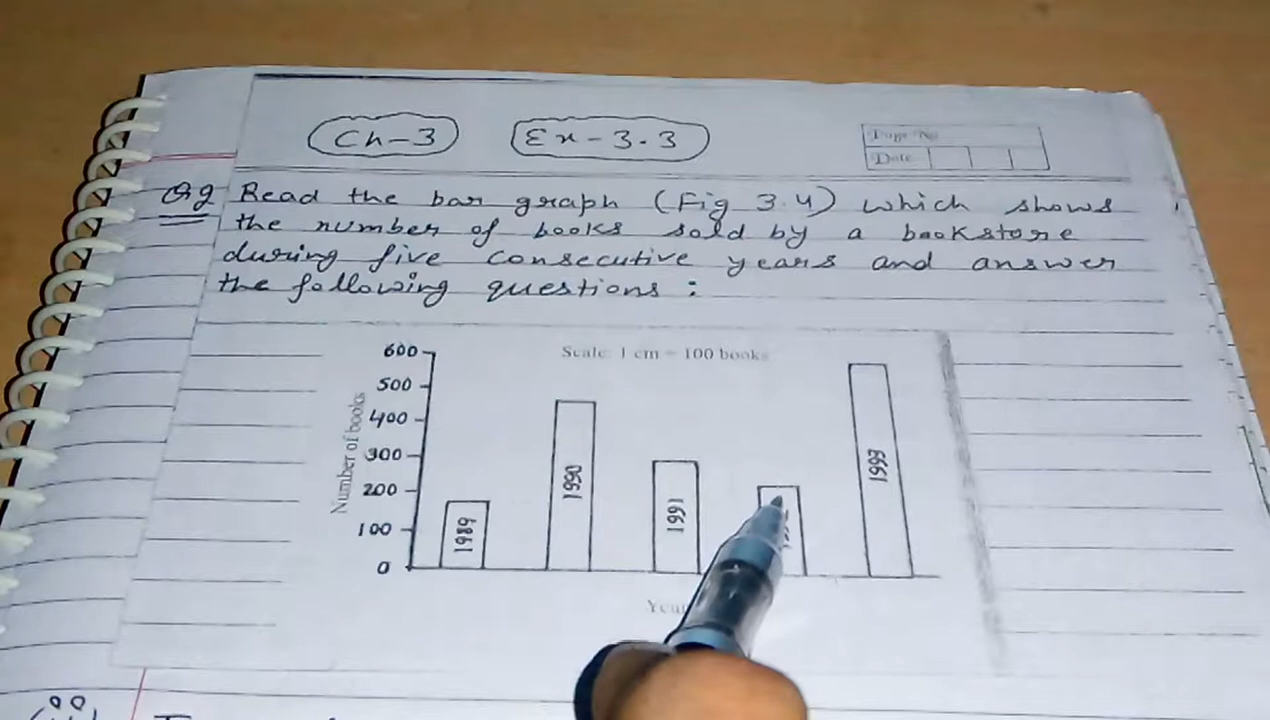 Ch-3 Ex-3.3
Page No.
Date
Q2 Read the bar graph (Fig 3.4) which shows
the number of books sold by a bookstore
during five consecutive years and answer
the following questions :
Scale: 1 cm = 100 books
600
500
400
300
200
100
0
Number of books
1989
1990
1991
1993